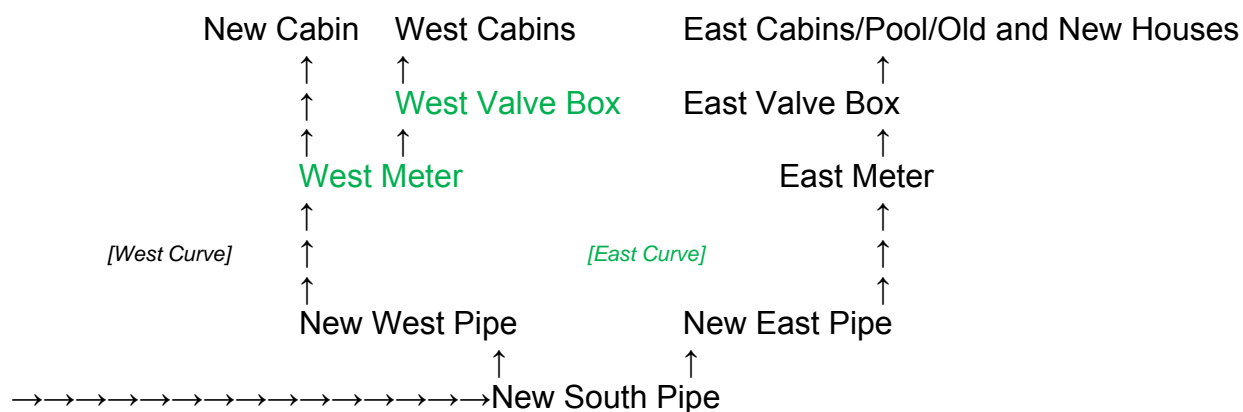 New Cabin West Cabins East Cabins/Pool/Old and New Houses
↑ ↑ ↑
↑ West Valve Box East Valve Box
↑ ↑ ↑
West Meter East Meter
↑ ↑
[West Curve] ↑ [East Curve] ↑
↑ ↑
New West Pipe New East Pipe
↑ ↑
→→→→→→→→→→→→→→→New South Pipe